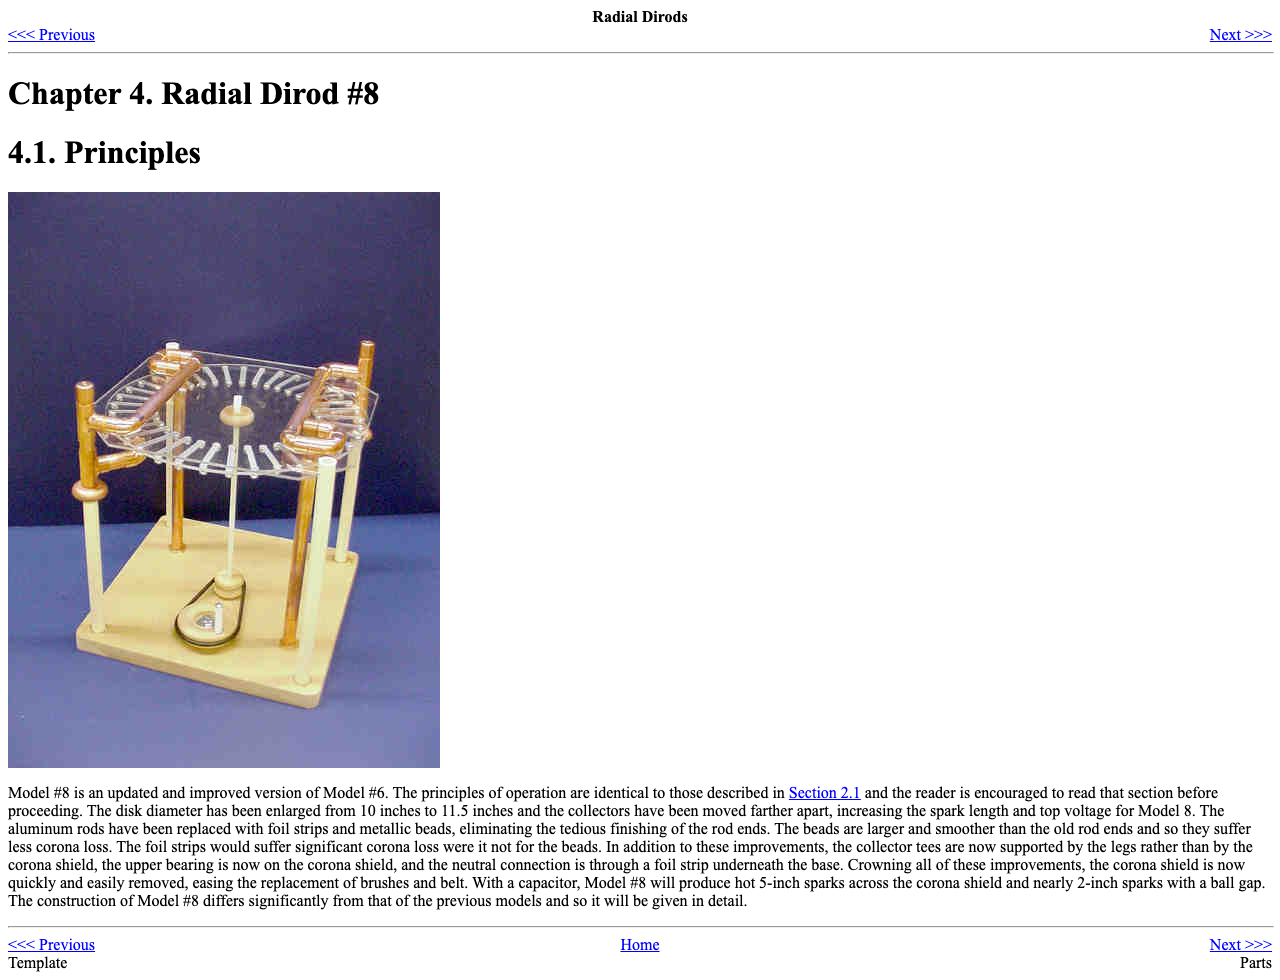 Radial Dirods
<<< Previous
Next >>>
Chapter 4. Radial Dirod #8
4.1. Principles
Model #8 is an updated and improved version of Model #6. The principles of operation are identical to those described in Section 2.1 and the reader is encouraged to read that section before
proceeding. The disk diameter has been enlarged from 10 inches to 11.5 inches and the collectors have been moved farther apart, increasing the spark length and top voltage for Model 8. The
aluminum rods have been replaced with foil strips and metallic beads, eliminating the tedious finishing of the rod ends. The beads are larger and smoother than the old rod ends and so they suffer
less corona loss. The foil strips would suffer significant corona loss were it not for the beads. In addition to these improvements, the collector tees are now supported by the legs rather than by the
corona shield, the upper bearing is now on the corona shield, and the neutral connection is through a foil strip underneath the base. Crowning all of these improvements, the corona shield is now
quickly and easily removed, easing the replacement of brushes and belt. With a capacitor, Model #8 will produce hot 5-inch sparks across the corona shield and nearly 2-inch sparks with a ball gap.
The construction of Model #8 differs significantly from that of the previous models and so it will be given in detail.
<<< Previous
Home
Next >>>
Template
Parts